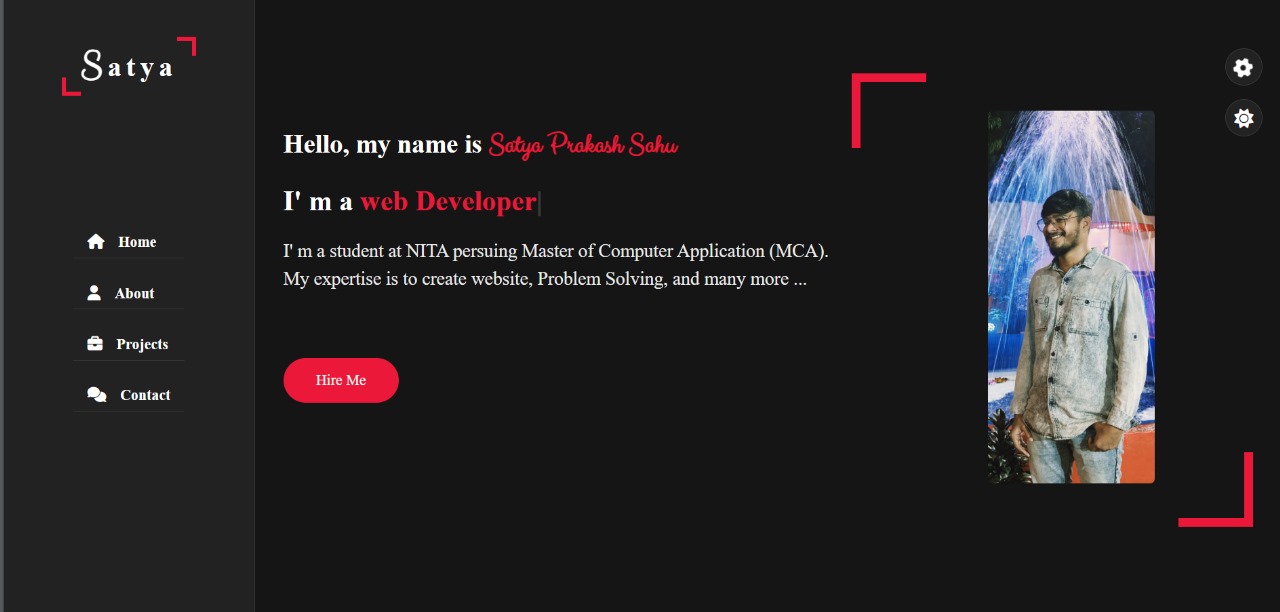 Satya
Home
About
Projects
Contact
Hello, my name is Satya Prakash Sahu
I' m a web Developer
I' m a student at NITA persuing Master of Computer Application (MCA).
My expertise is to create website, Problem Solving, and many more ...
Hire Me